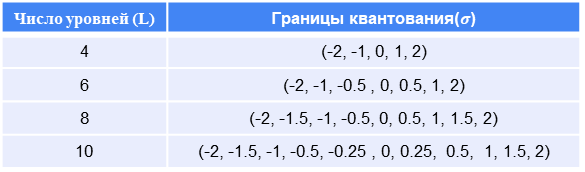 Число уровней (L) Границы квантования(σ)
4 (-2, -1, 0, 1, 2)
6 (-2, -1, -0.5 , 0, 0.5, 1, 2)
8 (-2, -1.5, -1, -0.5, 0, 0.5, 1, 1.5, 2)
10 (-2, -1.5, -1, -0.5, -0.25 , 0, 0.25, 0.5, 1, 1.5, 2)